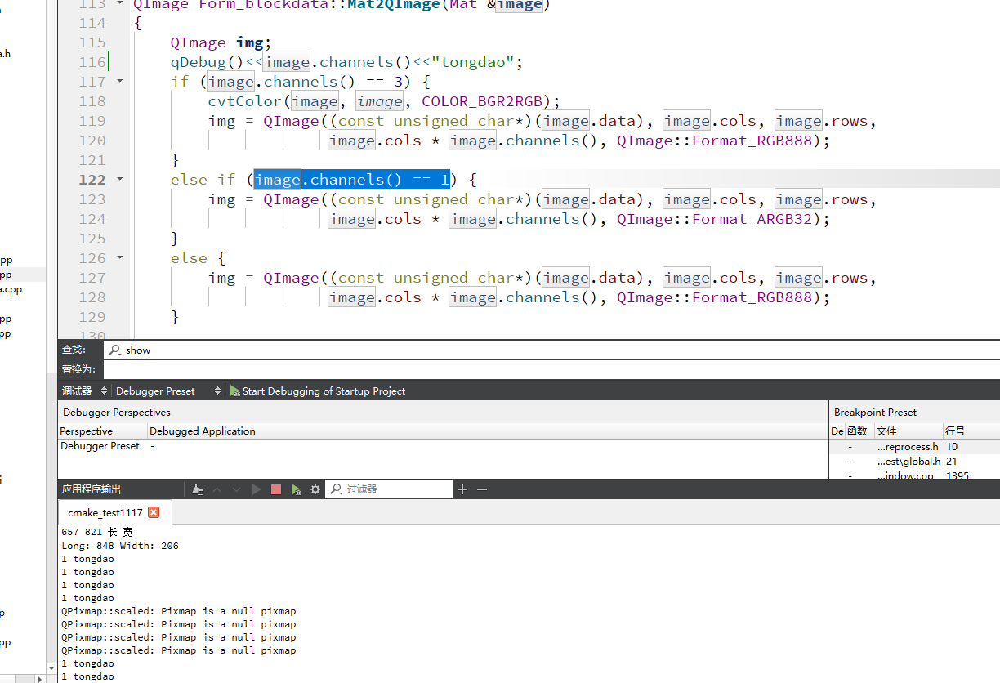 a.h
pp
pp
a.cpp
pp
pp
p
pp
113 QImage Form_blockdata::Mat2QImage(Mat &image)
114 {
115 QImage img;
116 qDebug()<<image.channels()<<"tongdao";
117 if (image.channels() == 3) {
118 cvtColor(image, image, COLOR_BGR2RGB);
119 img = QImage((const unsigned char*)(image.data), image.cols, image.rows,
120 image.cols * image.channels(), QImage::Format_RGB888);
121 }
122 else if (image.channels() == 1) {
123 img = QImage((const unsigned char*)(image.data), image.cols, image.rows,
124 image.cols * image.channels(), QImage::Format_ARGB32);
125 }
126 else {
127 img = QImage((const unsigned char*)(image.data), image.cols, image.rows,
128 image.cols * image.channels(), QImage::Format_RGB888);
129 }
130
查找: show
替换为:
调试器 Debugger Preset Start Debugging of Startup Project
Debugger Perspectives Breakpoint Preset
Perspective Debugged Application De 函数 文件 行号
Debugger Preset - - ...reprocess.h 10
- ...est\global.h 21
- ...indow.cpp 1395
应用程序输出 过滤器
cmake_test1117
657 821 长 宽
Long: 848 Width: 206
1 tongdao
1 tongdao
1 tongdao
1 tongdao
QPixmap::scaled: Pixmap is a null pixmap
QPixmap::scaled: Pixmap is a null pixmap
QPixmap::scaled: Pixmap is a null pixmap
QPixmap::scaled: Pixmap is a null pixmap
1 tongdao
1 tongdao